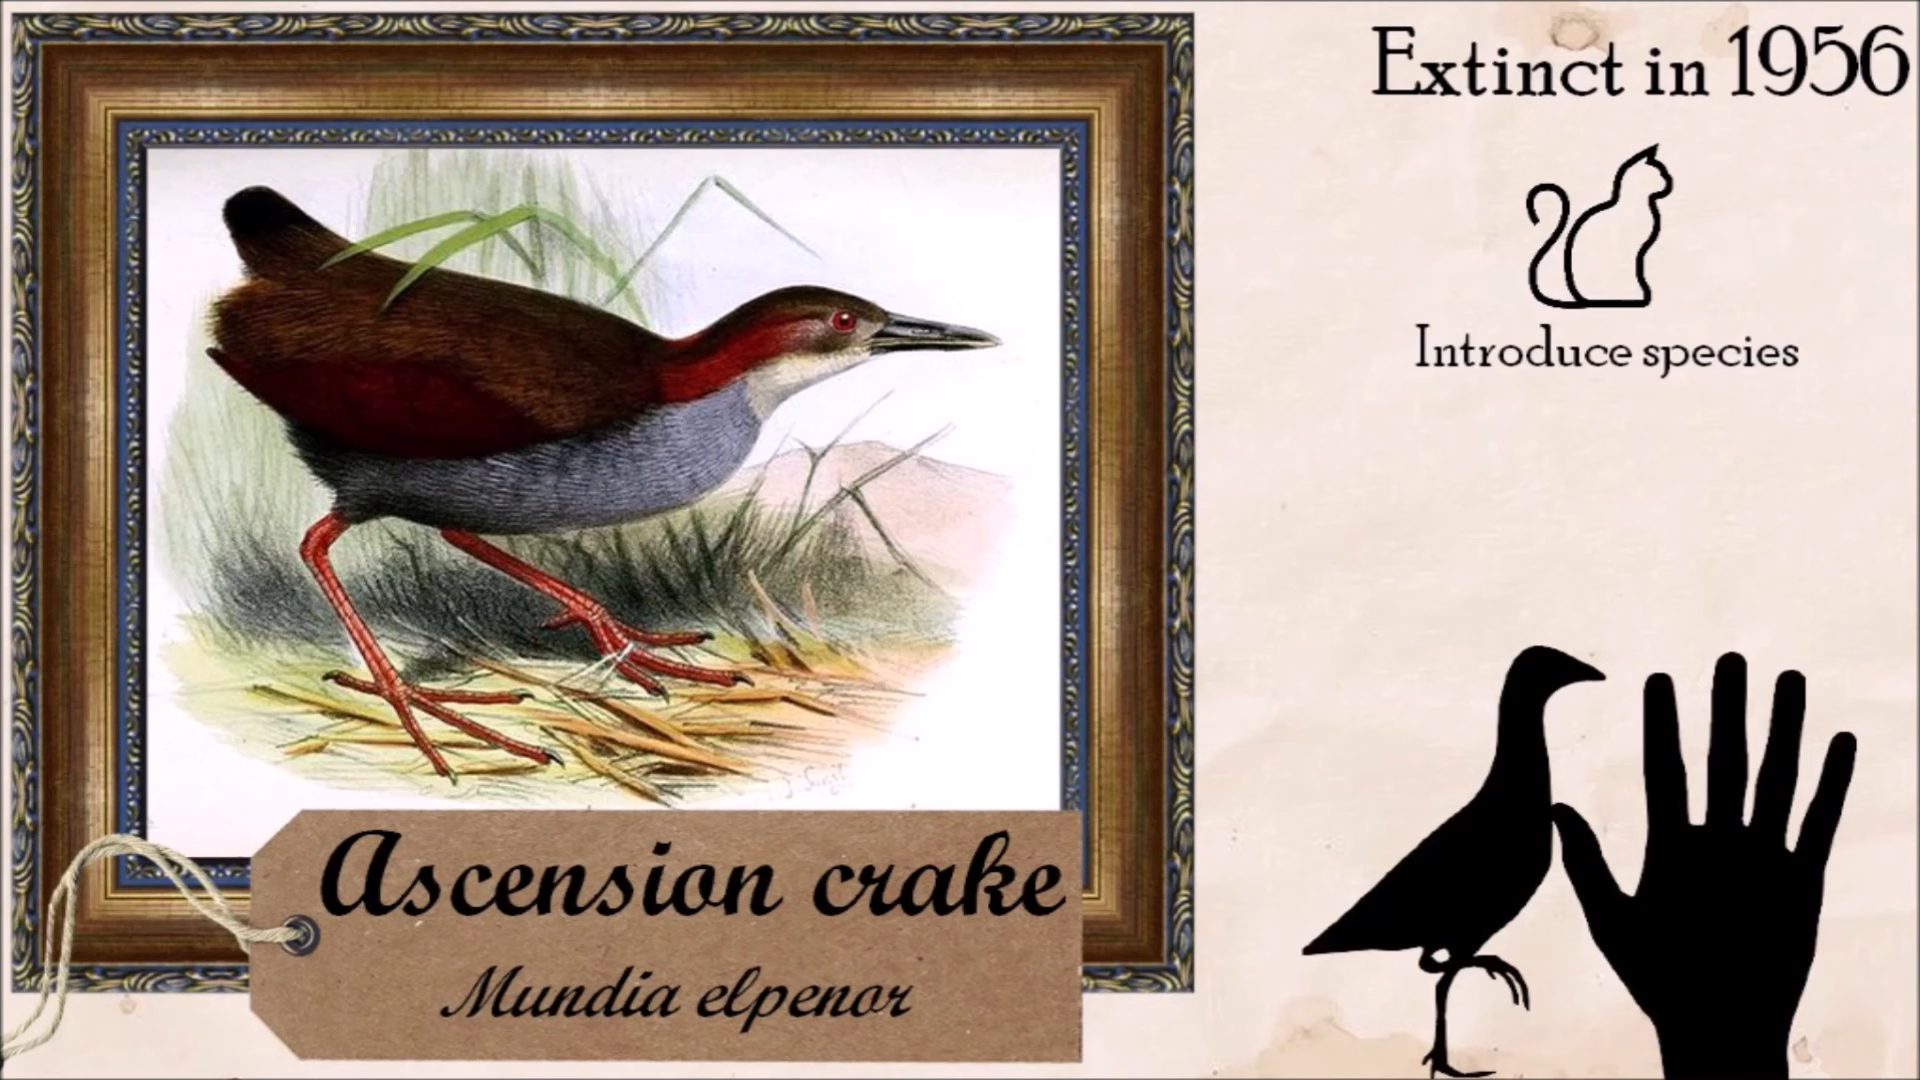 Extinct in 1956
Introduce species
Ascension crake
Mundia elpenor